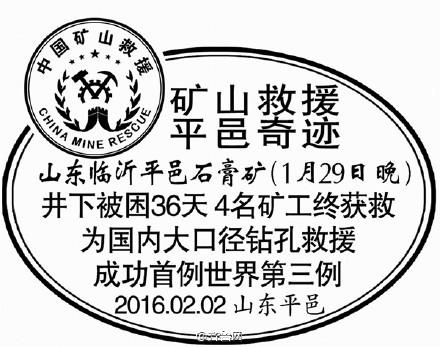 中国矿山救援
CHINA MINE RESCUE
矿山救援
平邑奇迹
山东临沂平邑石膏矿(1月29日晚)
井下被困36天 4名矿工终获救
为国内大口径钻孔救援
成功首例世界第三例
2016.02.02 山东平邑